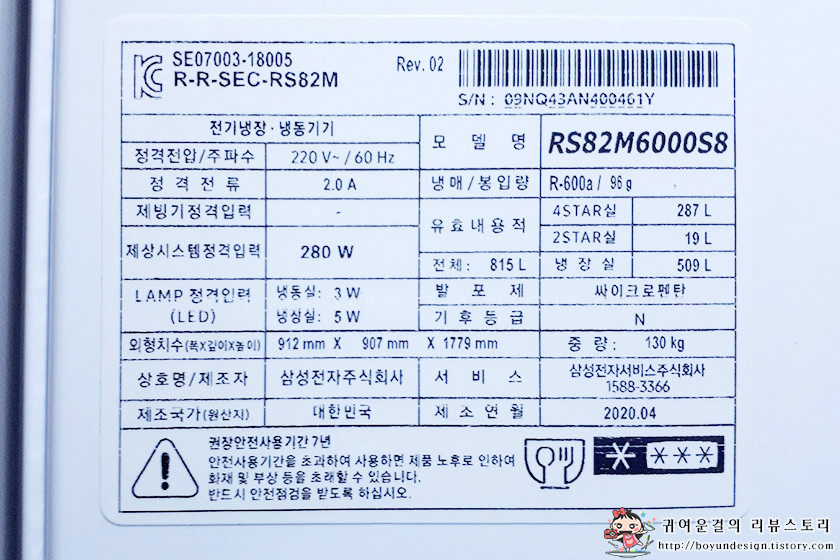 SE07003-18005
R-R-SEC-RS82M
Rev. 02
S/N : 09NQ43AN400461Y
전기냉장·냉동기기
모 델 명 RS82M6000S8
정격전압/주파수 220 V~ / 60 Hz
정 격 전 류 2.0 A
냉매/봉입량 R-600a / 96 g
제빙기정격입력 -
유효내용적 4STAR실 287 L
2STAR실 19 L
제상시스템정격입력 280 W
전체: 815 L 냉 장 실 509 L
LAMP 정격입력 (LED)
냉동실: 3 W
냉장실: 5 W
발 포 제 싸이크로펜탄
기 후 등 급 N
외형치수(폭X깊이X높이) 912 mm X 907 mm X 1779 mm 중 량: 130 kg
상호명/제조자 삼성전자주식회사
서 비 스 삼성전자서비스주식회사
1588-3366
제조국가(원산지) 대한민국 제 조 연 월 2020.04
권장안전사용기간 7년
안전사용기간을 초과하여 사용하면 제품 노후로 인하여
화재 및 부상 등을 초래할 수 있습니다.
반드시 안전점검을 받도록 하십시오.
귀여운걸의 리뷰스토리
http://boyundesign.tistory.com